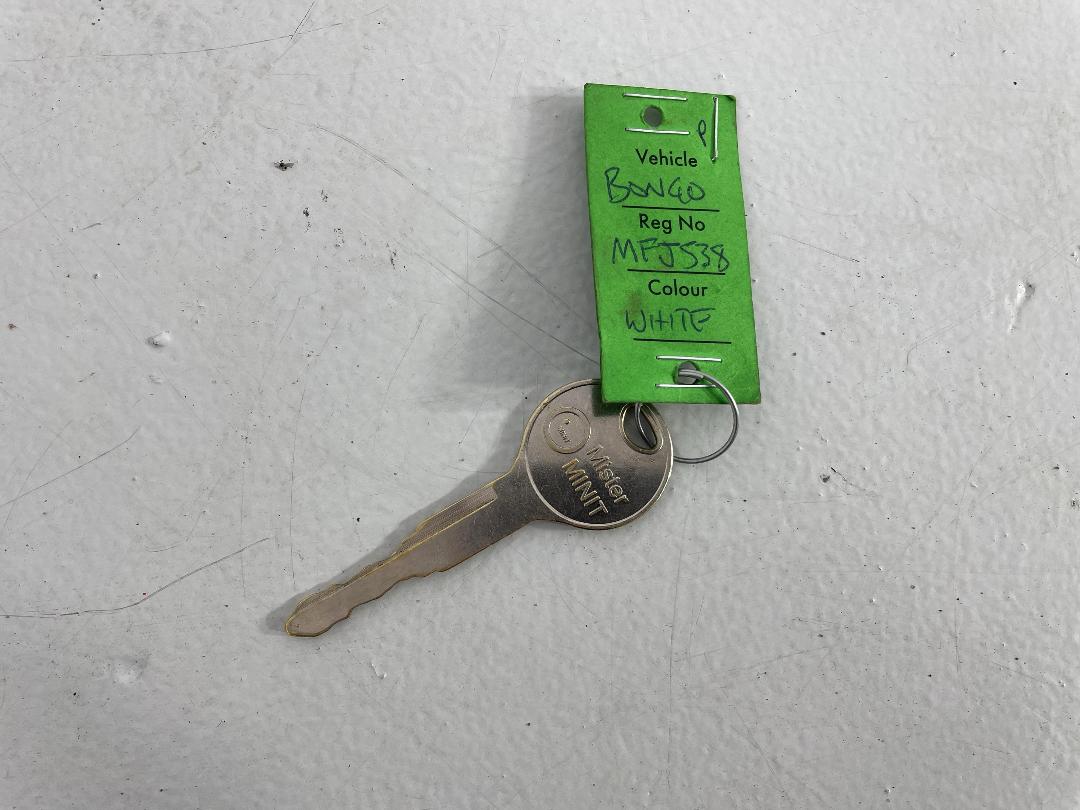 P
Vehicle
BONGO
Reg No
MFJ538
Colour
WHITE
Mister
MINIT